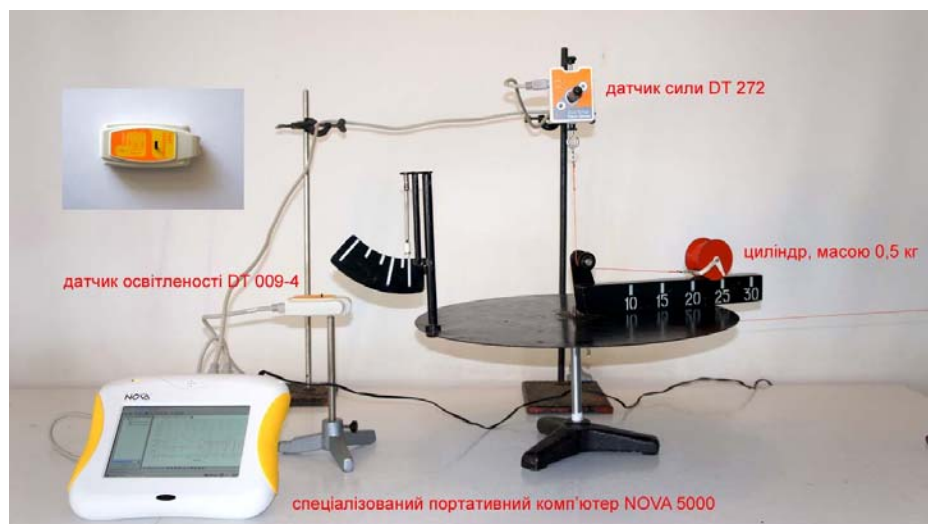 датчик сили DT 272
циліндр, масою 0,5 кг
датчик освітленості DT 009-4
10 15 20 25 30
NOVA
спеціалізований портативний комп'ютер NOVA 5000